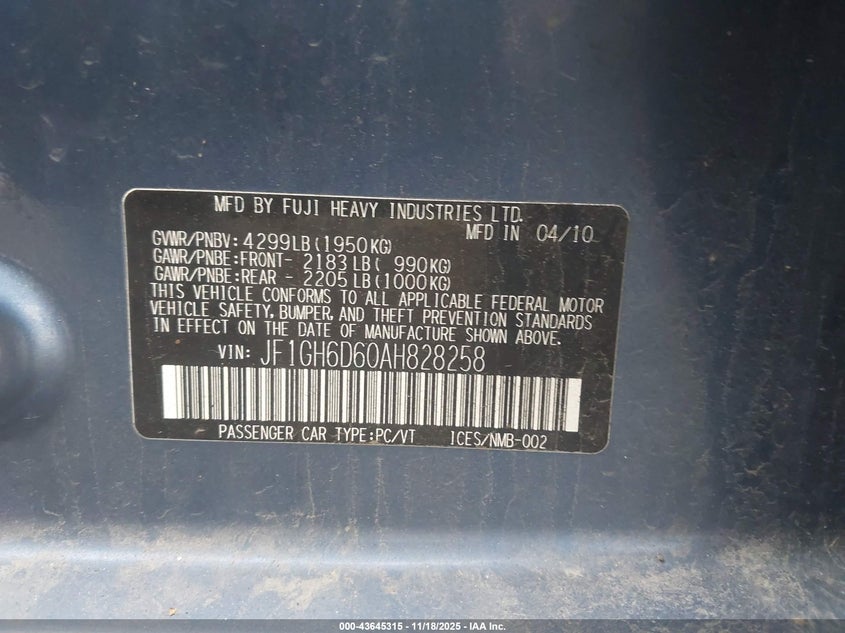 MFD BY FUJI HEAVY INDUSTRIES LTD.
MFD IN 04/10
GVWR/PNBV: 4299LB (1950KG)
GAWR/PNBE:FRONT- 2183LB( 990KG)
GAWR/PNBE:REAR - 2205LB(1000KG)
THIS VEHICLE CONFORMS TO ALL APPLICABLE FEDERAL MOTOR
VEHICLE SAFETY, BUMPER, AND THEFT PREVENTION STANDARDS
IN EFFECT ON THE DATE OF MANUFACTURE SHOWN ABOVE.
VIN: JF1GH6D60AH828258
PASSENGER CAR TYPE:PC/VT ICES/NMB-002
000-43645315 - 11/18/2025 - IAA Inc.